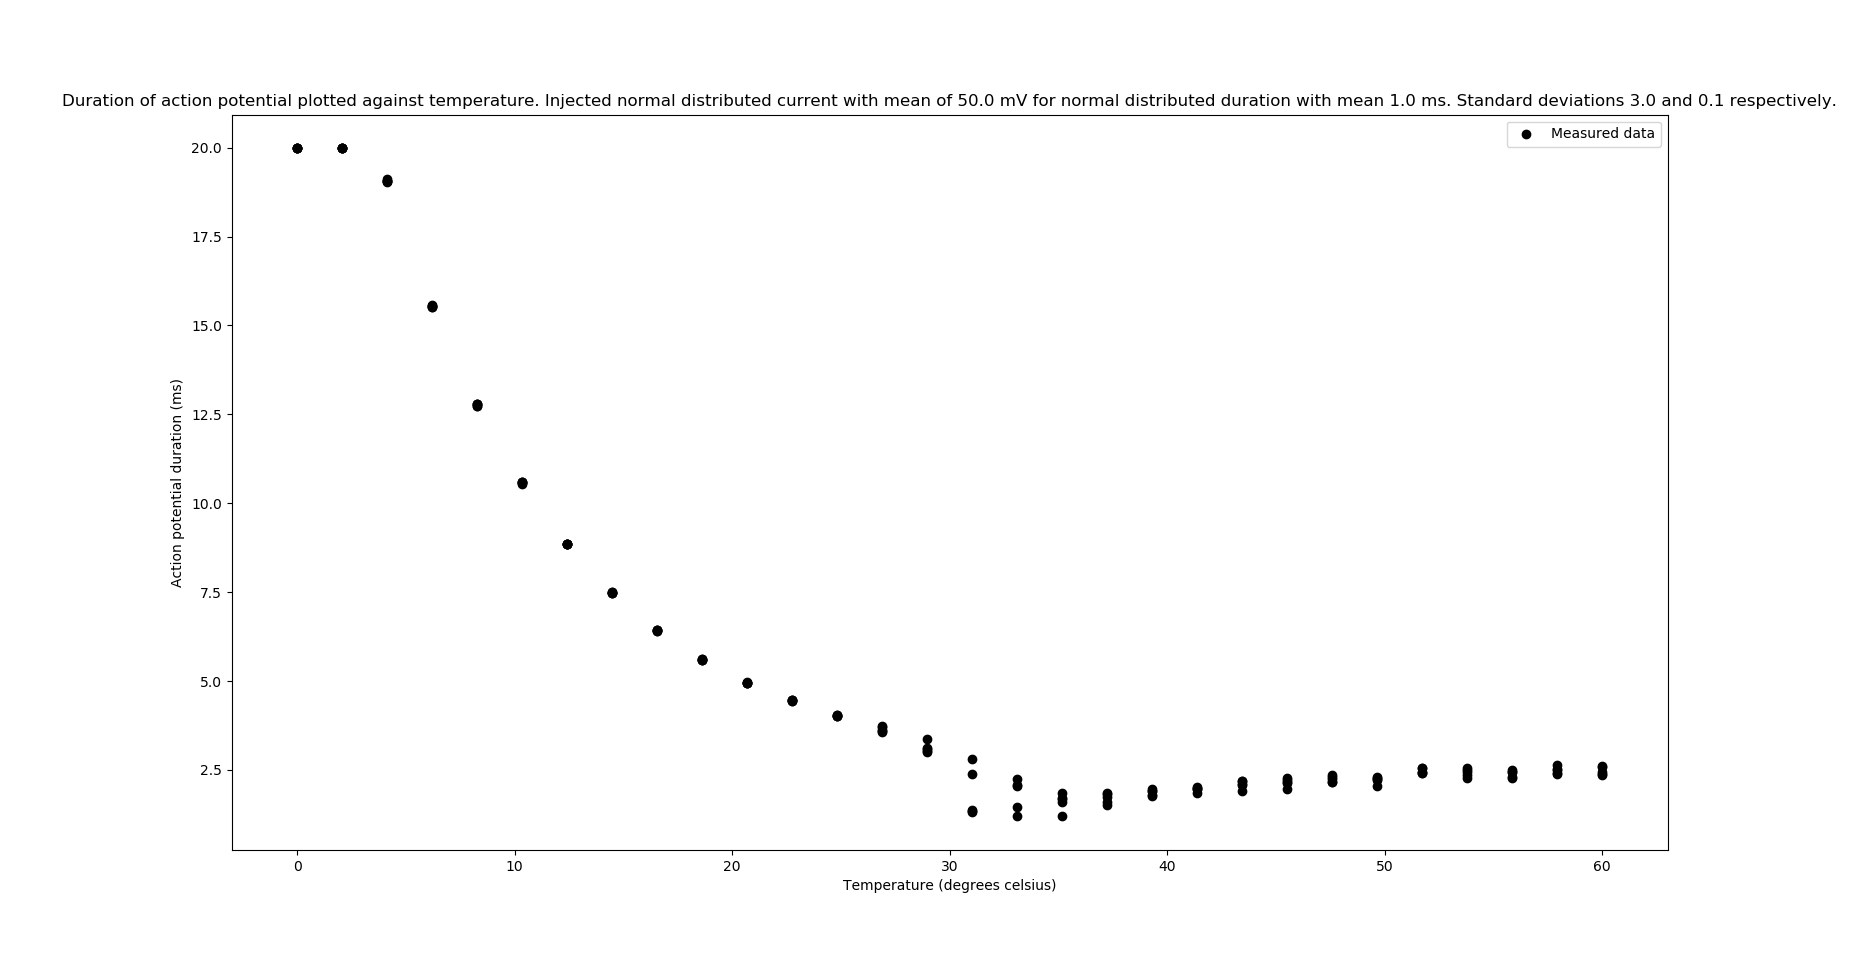 Duration of action potential plotted against temperature. Injected normal distributed current with mean of 50.0 mV for normal distributed duration with mean 1.0 ms. Standard deviations 3.0 and 0.1 respectively.
Measured data
20.0
17.5
15.0
12.5
10.0
7.5
5.0
2.5
Action potential duration (ms)
0 10 20 30 40 50 60
Temperature (degrees celsius)